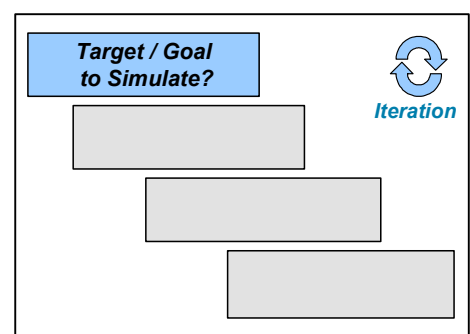 Target / Goal
to Simulate?
Iteration